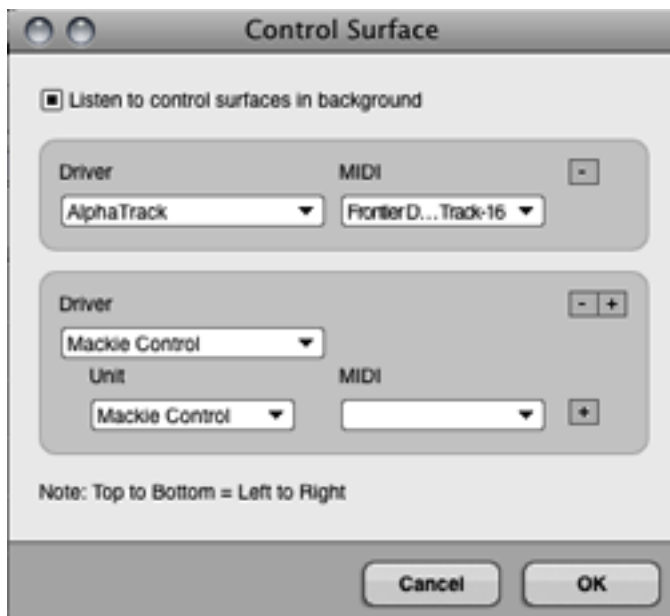 Control Surface
Listen to control surfaces in background
Driver MIDI -
AlphaTrack Frontier D...Track-16
Driver - +
Mackie Control
Unit MIDI
Mackie Control +
Note: Top to Bottom = Left to Right
Cancel OK